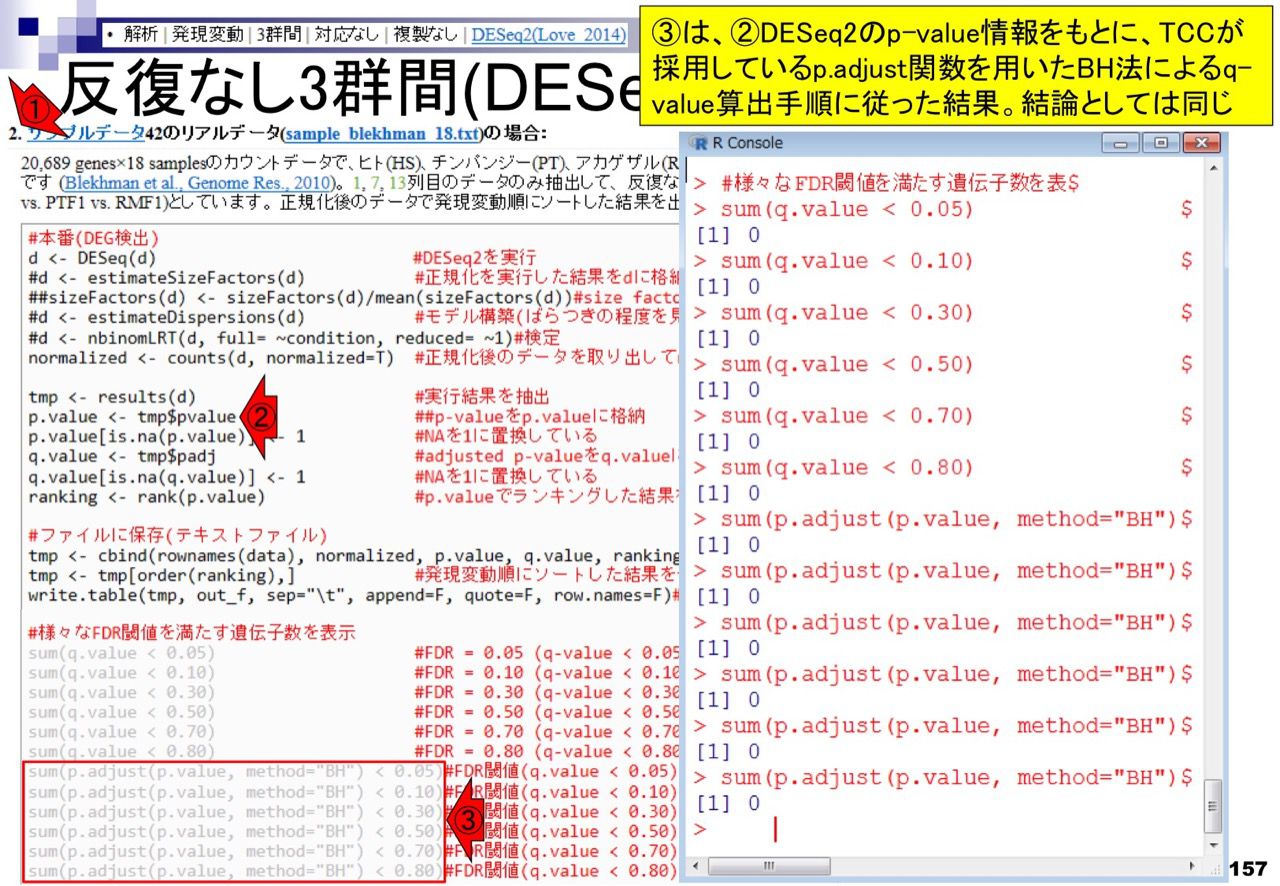 ・解析 | 発現変動 | 3群間 | 対応なし | 複製なし | DESeq2(Love_2014)
反復なし3群間(DESe
③は、②DESeq2のp-value情報をもとに、TCCが
採用しているp.adjust関数を用いたBH法によるq-
value算出手順に従った結果。結論としては同じ
①
2. サンプルデータ42のリアルデータ(sample_blekhman_18.txt)の場合:
20,689 genes×18 samplesのカウントデータで、ヒト(HS)、チンパンジー(PT)、アカゲザル(R
です (Blekhman et al., Genome Res., 2010)。1, 7, 13列目のデータのみ抽出して、反復な
vs. PTF1 vs. RMF1)としています。正規化後のデータで発現変動順にソートした結果を出
#本番(DEG検出)
d <- DESeq(d) #DESeq2を実行
#d <- estimateSizeFactors(d) #正規化を実行した結果をdに格納
##sizeFactors(d) <- sizeFactors(d)/mean(sizeFactors(d))#size facto
#d <- estimateDispersions(d) #モデル構築(ばらつきの程度を見
#d <- nbinomLRT(d, full= ~condition, reduced= ~1)#検定
normalized <- counts(d, normalized=T) #正規化後のデータを取り出して
tmp <- results(d) #実行結果を抽出
p.value <- tmp$pvalue ② ##p-valueをp.valueに格納
p.value[is.na(p.value)] <- 1 #NAを1に置換している
q.value <- tmp$padj #adjusted p-valueをq.valueに
q.value[is.na(q.value)] <- 1 #NAを1に置換している
ranking <- rank(p.value) #p.valueでランキングした結果を
#ファイルに保存(テキストファイル)
tmp <- cbind(rownames(data), normalized, p.value, q.value, ranking
tmp <- tmp[order(ranking),] #発現変動順にソートした結果を
write.table(tmp, out_f, sep="\t", append=F, quote=F, row.names=F)#
#様々なFDR閾値を満たす遺伝子数を表示
sum(q.value < 0.05) #FDR = 0.05 (q-value < 0.05
sum(q.value < 0.10) #FDR = 0.10 (q-value < 0.10
sum(q.value < 0.30) #FDR = 0.30 (q-value < 0.30
sum(q.value < 0.50) #FDR = 0.50 (q-value < 0.50
sum(q.value < 0.70) #FDR = 0.70 (q-value < 0.70
sum(q.value < 0.80) #FDR = 0.80 (q-value < 0.80
sum(p.adjust(p.value, method="BH") < 0.05)#FDR閾値(q.value < 0.05)
sum(p.adjust(p.value, method="BH") < 0.10)#FDR閾値(q.value < 0.10)
sum(p.adjust(p.value, method="BH") < 0.30)#FDR閾値(q.value < 0.30)
③
sum(p.adjust(p.value, method="BH") < 0.50)#FDR閾値(q.value < 0.50)
sum(p.adjust(p.value, method="BH") < 0.70)#FDR閾値(q.value < 0.70)
sum(p.adjust(p.value, method="BH") < 0.80)#FDR閾値(q.value < 0.80)
R Console
> #様々なFDR閾値を満たす遺伝子数を表$
> sum(q.value < 0.05) $
[1] 0
> sum(q.value < 0.10) $
[1] 0
> sum(q.value < 0.30) $
[1] 0
> sum(q.value < 0.50) $
[1] 0
> sum(q.value < 0.70) $
[1] 0
> sum(q.value < 0.80) $
[1] 0
> sum(p.adjust(p.value, method="BH")$
[1] 0
> sum(p.adjust(p.value, method="BH")$
[1] 0
> sum(p.adjust(p.value, method="BH")$
[1] 0
> sum(p.adjust(p.value, method="BH")$
[1] 0
> sum(p.adjust(p.value, method="BH")$
[1] 0
> sum(p.adjust(p.value, method="BH")$
[1] 0
>
157